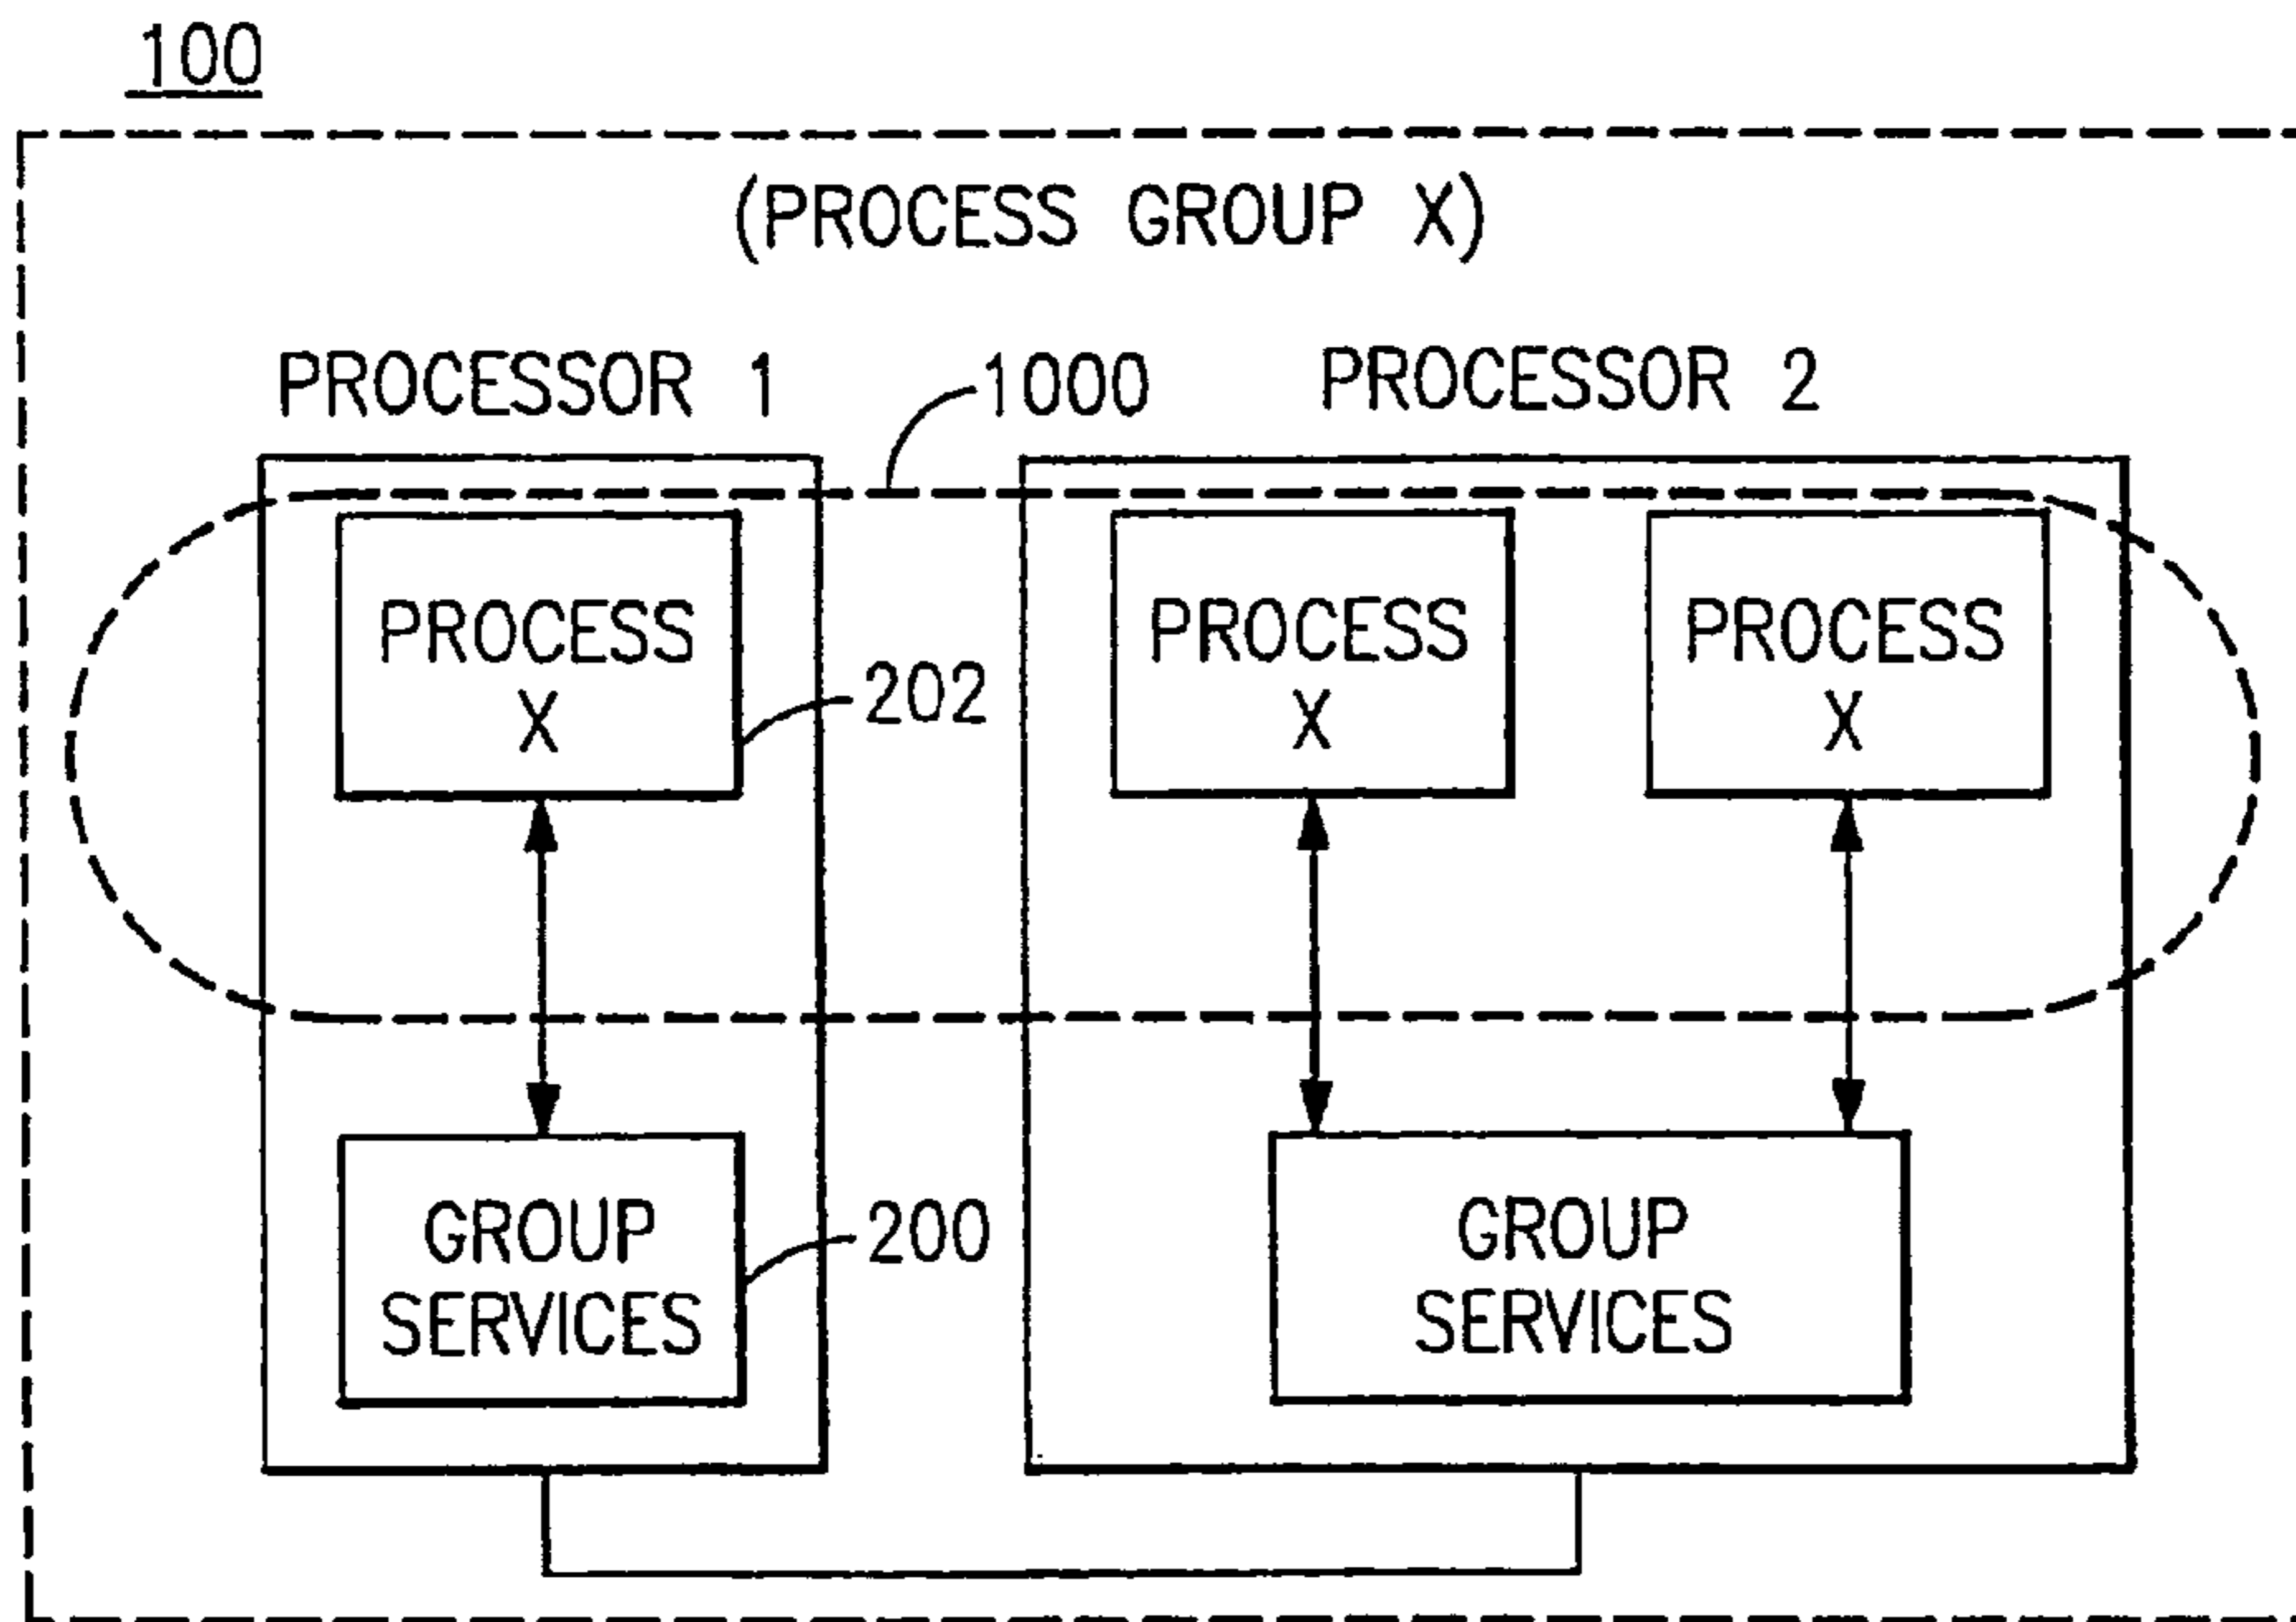 100
(PROCESS GROUP X)
PROCESSOR 1
1000
PROCESSOR 2
PROCESS
X
202
PROCESS
X
PROCESS
X
GROUP
SERVICES
200
GROUP
SERVICES